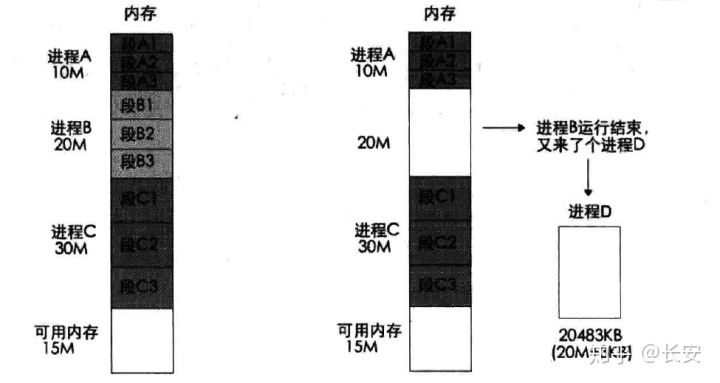 内存
进程A
10M
段A1
段A2
段A3
进程B
20M
段B1
段B2
段B3
进程C
30M
段C1
段C2
段C3
可用内存
15M
内存
进程A
10M
段A1
段A2
段A3
20M
进程B运行结束，
又来了个进程D
进程C
30M
段C1
段C2
段C3
可用内存
15M
进程D
20483KB
(20M+3KB)
知乎 @长安